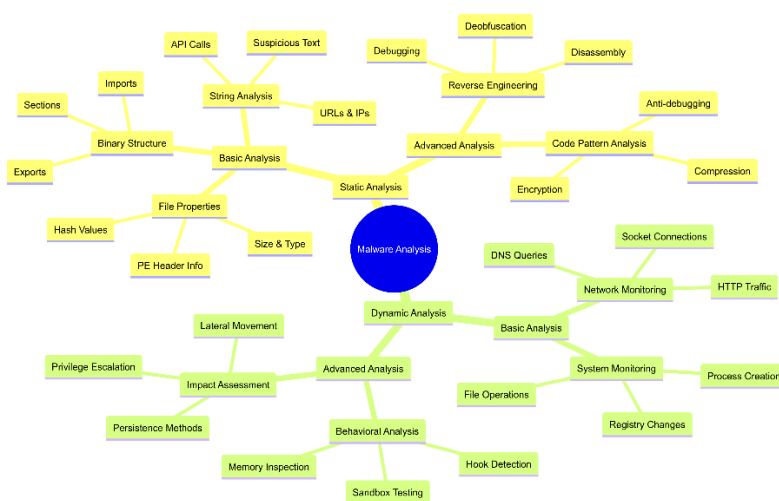 Deobfuscation
API Calls
Suspicious Text
Debugging
Disassembly
Imports
String Analysis
Reverse Engineering
Sections
URLs & IPs
Anti-debugging
Binary Structure
Advanced Analysis
Code Pattern Analysis
Basic Analysis
Exports
Compression
Static Analysis
Encryption
File Properties
Hash Values
Socket Connections
Size & Type
Malware Analysis
DNS Queries
PE Header Info
Network Monitoring
HTTP Traffic
Dynamic Analysis
Lateral Movement
Basic Analysis
Privilege Escalation
Advanced Analysis
System Monitoring
Process Creation
Impact Assessment
File Operations
Persistence Methods
Registry Changes
Behavioral Analysis
Memory Inspection
Hook Detection
Sandbox Testing